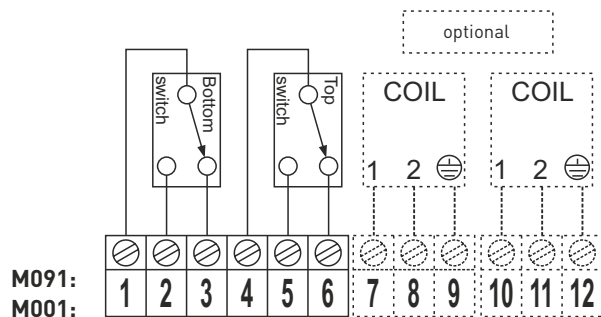 optional
Bottom
switch
Top
switch
COIL
COIL
1 2
1 2
M091:
M001:
1 2 3 4 5 6 7 8 9 10 11 12